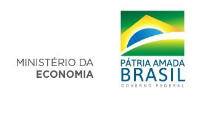 MINISTÉRIO DA
ECONOMIA
PÁTRIA AMADA
BRASIL
GOVERNO FEDERAL